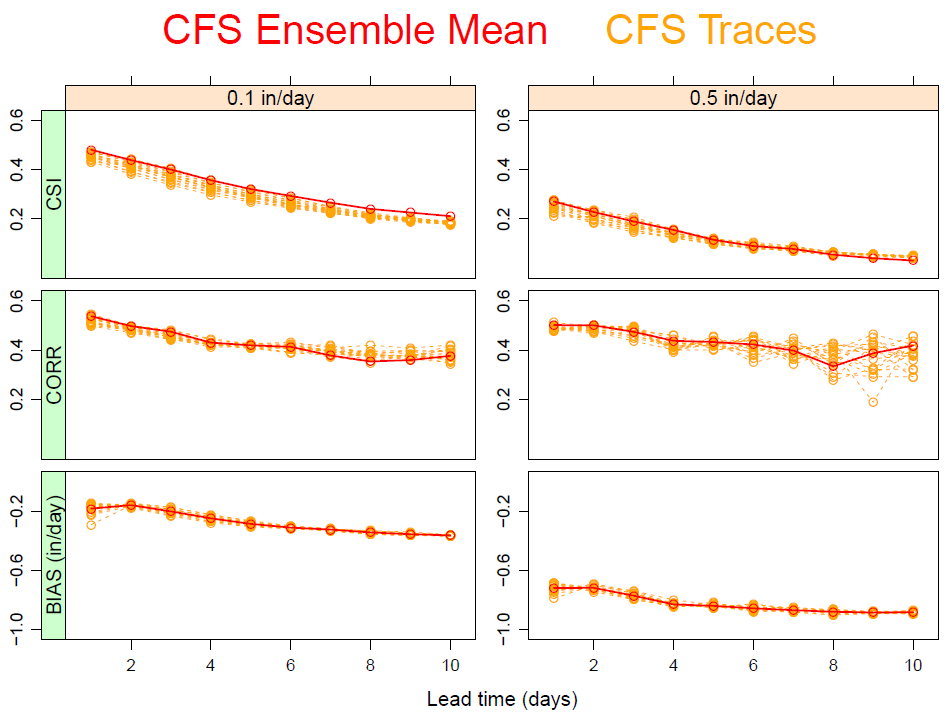 CFS Ensemble Mean CFS Traces
0.1 in/day 0.5 in/day
CSI
0.6
0.4
0.2
0.6
0.4
0.2
CORR
0.6
0.4
0.2
0.6
0.4
0.2
BIAS (in/day)
−0.2
−0.6
−1.0
−0.2
−0.6
−1.0
2 4 6 8 10 2 4 6 8 10
Lead time (days)